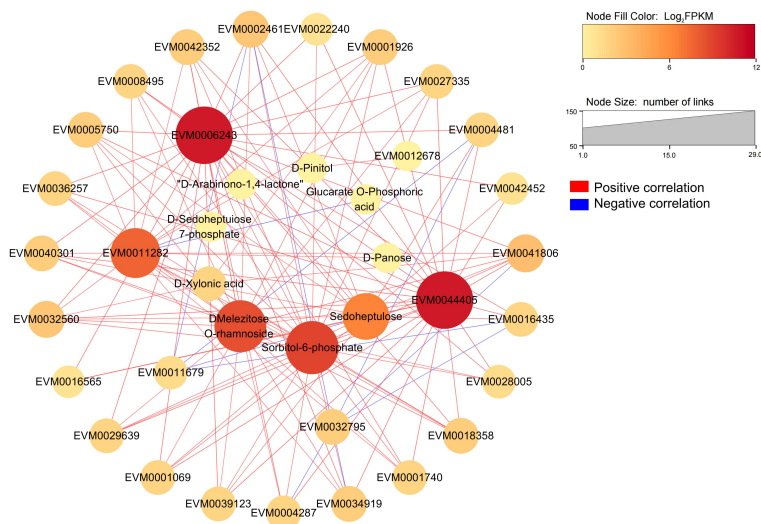 EVM0002461
EVM0022240
EVM0042352
EVM0001926
EVM0008495
EVM0027335
EVM0005750
EVM0006243
EVM0004481
EVM0012678
D-Pinitol
"D-Arabinono-1,4-lactone"
EVM0036257
Glucarate O-Phosphoric
acid
EVM0042452
D-Sedoheptuiose
7-phosphate
EVM0040301
EVM0011282
D-Panose
EVM0041806
D-Xylonic acid
EVM0044405
EVM0032560
DMelezitose
O-rhamnoside
Sedoheptulose
EVM0016435
Sorbitol-6-phosphate
EVM0016565
EVM0011679
EVM0028005
EVM0029639
EVM0032795
EVM0018358
EVM0001069
EVM0001740
EVM0039123
EVM0004287
EVM0034919
Node Fill Color: Log₂FPKM
0
6
12
Node Size: number of links
150
50
1.0
15.0
29.0
Positive correlation
Negative correlation